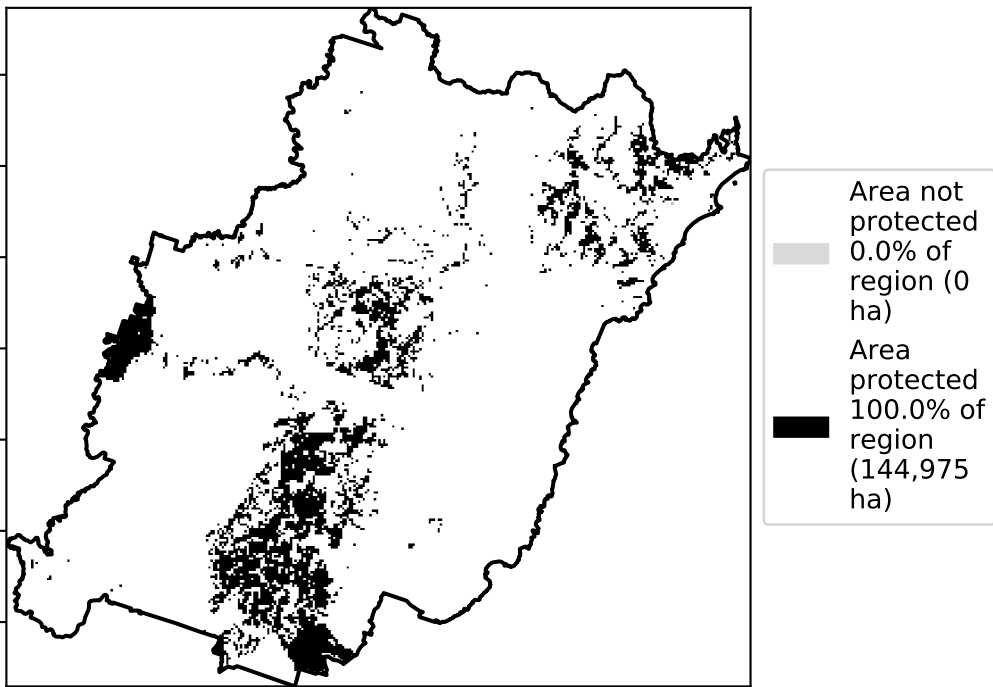 Area not
protected
0.0% of
region (0
ha)
Area
protected
100.0% of
region
(144,975
ha)